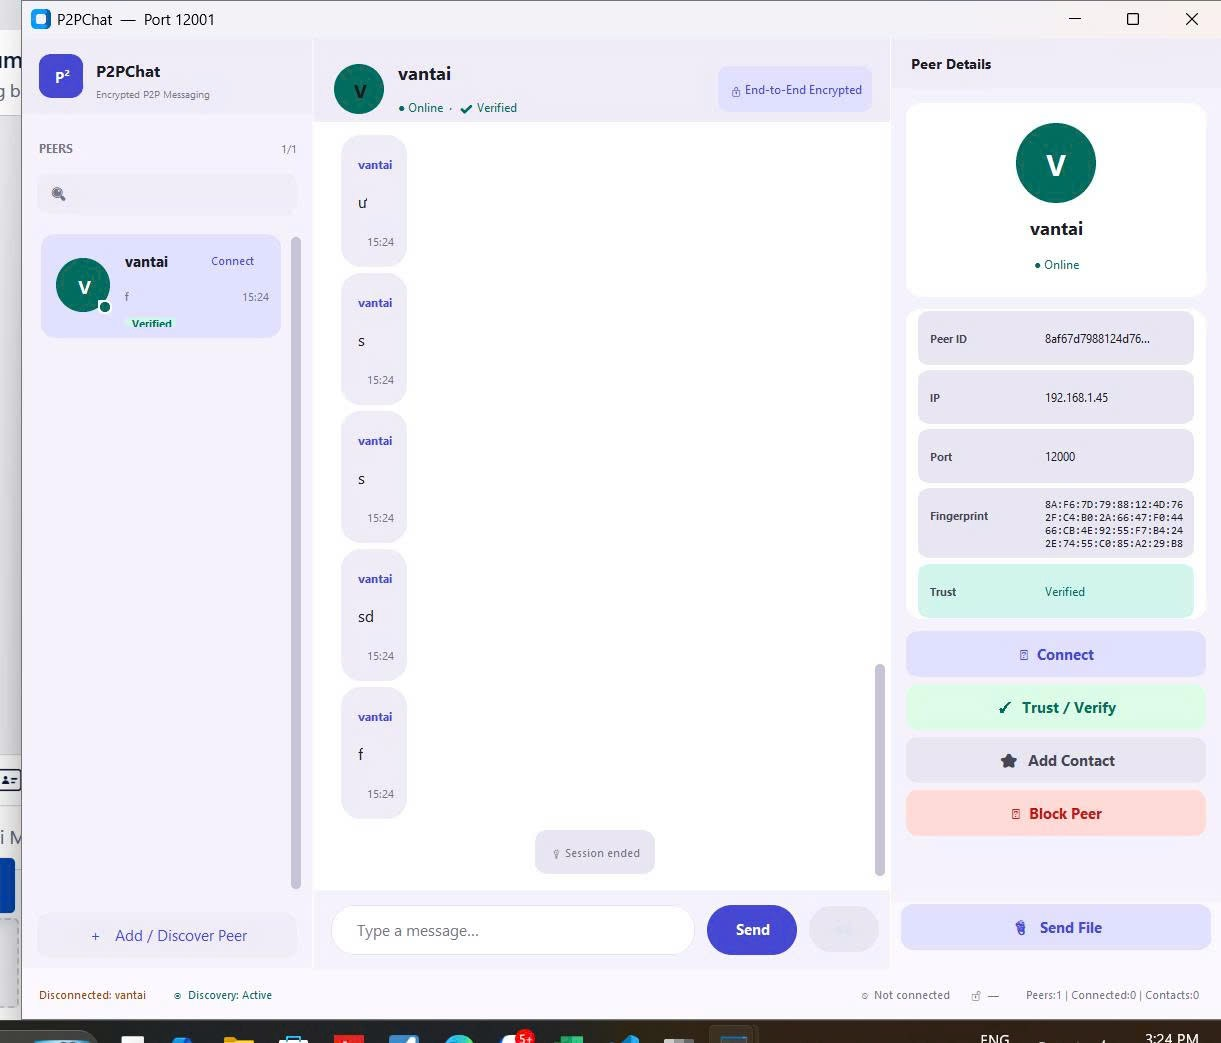 P2PChat — Port 12001
P²
P2PChat
Encrypted P2P Messaging
PEERS
1/1
V
vantai
Connect
f
15:24
Verified
+ Add / Discover Peer
V
vantai
● Online · ✔ Verified
End-to-End Encrypted
vantai
ư
15:24
vantai
s
15:24
vantai
s
15:24
vantai
sd
15:24
vantai
f
15:24
Session ended
Type a message...
Send
Peer Details
V
vantai
● Online
Peer ID 8af67d7988124d76...
IP 192.168.1.45
Port 12000
Fingerprint
8A:F6:7D:79:88:12:4D:76
2F:C4:B0:2A:66:47:F0:44
66:CB:4E:92:55:F7:B4:24
2E:74:55:C0:85:A2:29:B8
Trust Verified
Connect
✓ Trust / Verify
★ Add Contact
Block Peer
Send File
Disconnected: vantai
Discovery: Active
Not connected
—
Peers:1 | Connected:0 | Contacts:0
5+
ENG
3:24 PM